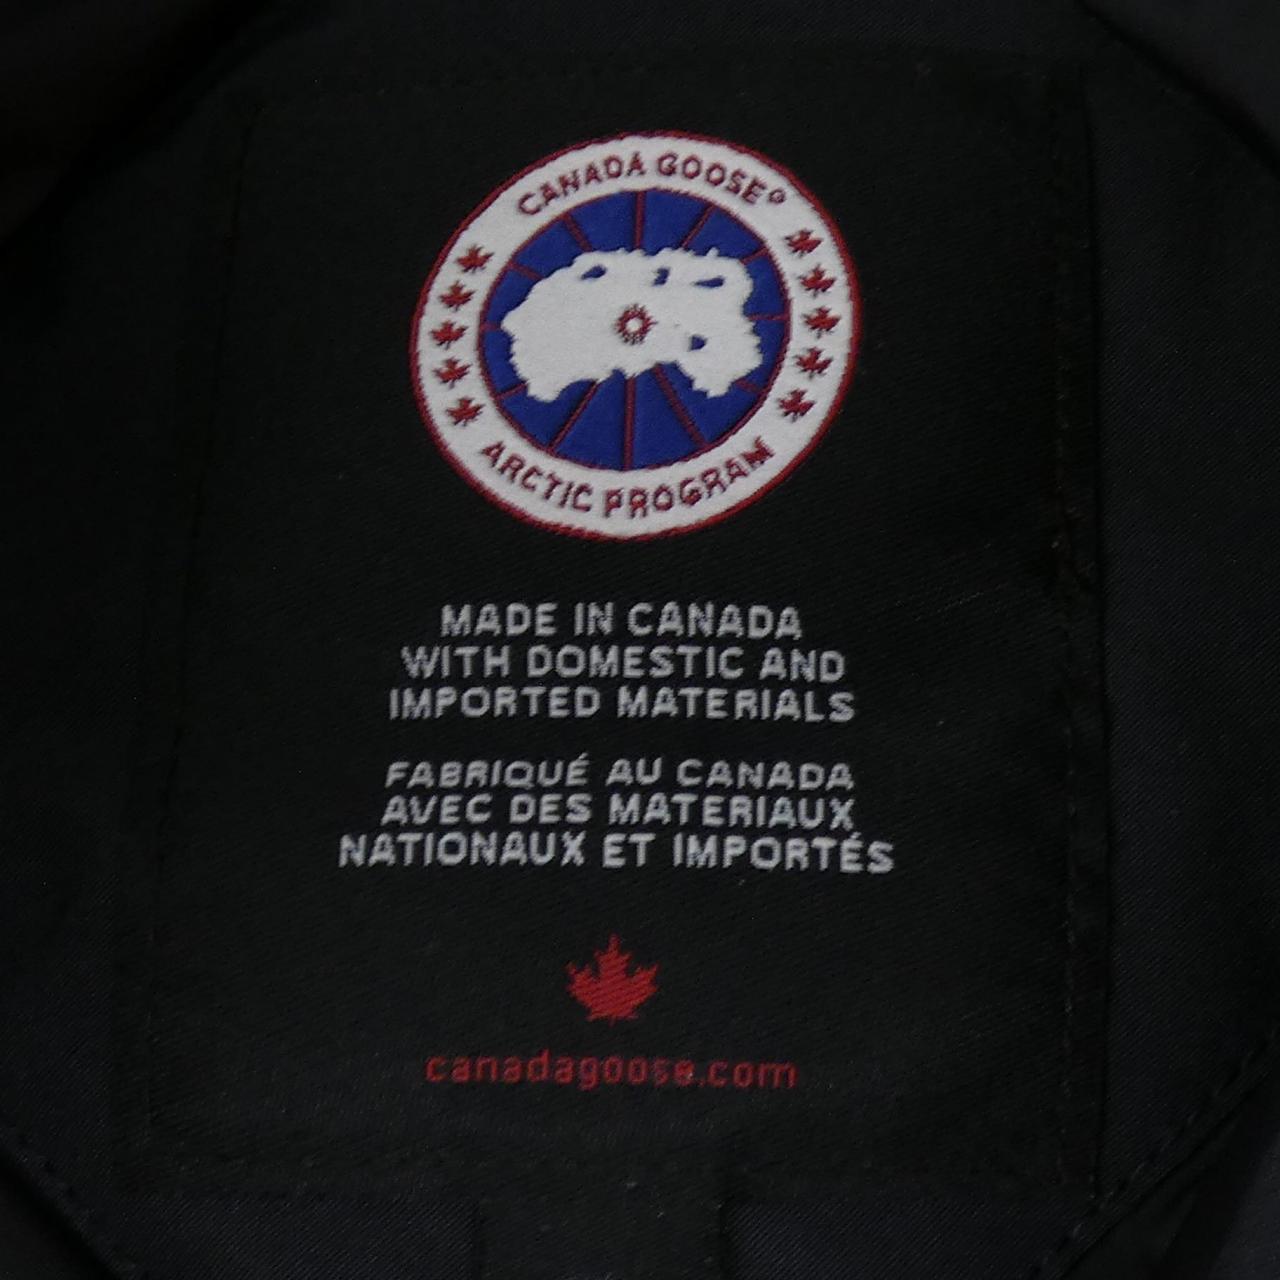 CANADA GOOSE®
ARCTIC PROGRAM
MADE IN CANADA
WITH DOMESTIC AND
IMPORTED MATERIALS
FABRIQUÉ AU CANADA
AVEC DES MATERIAUX
NATIONAUX ET IMPORTÉS
canadagoose.com